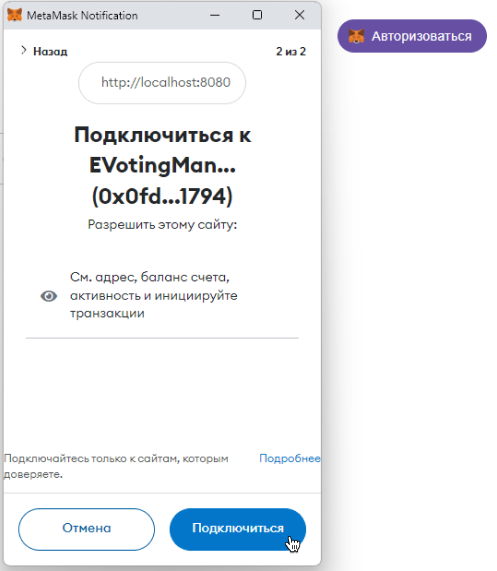 MetaMask Notification
Авторизоваться
Назад
2 из 2
http://localhost:8080
Подключиться к
EVotingMan...
(0x0fd...1794)
Разрешить этому сайту:
См. адрес, баланс счета,
активность и инициируйте
транзакции
Подключайтесь только к сайтам, которым
доверяете.
Подробнее
Отмена
Подключиться